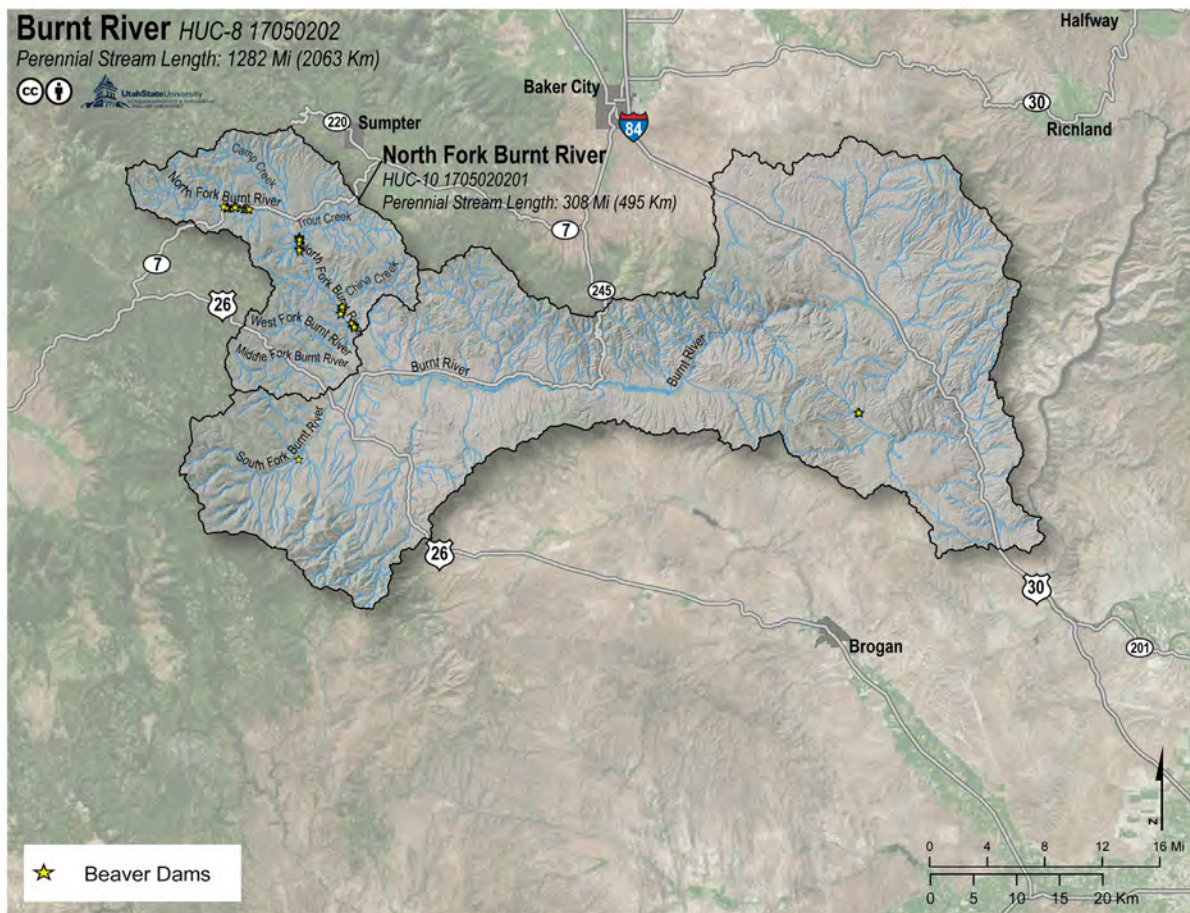 Burnt River HUC-8 17050202
Perennial Stream Length: 1282 Mi (2063 Km)
cc
UtahStateUniversity
Halfway
Baker City
84
30
Richland
220
Sumpter
North Fork Burnt River
HUC-10 1705020201
Perennial Stream Length: 308 Mi (495 Km)
Camp Creek
North Fork Burnt River
Trout Creek
7
7
North Fork Burnt Ri
China Creek
245
26
West Fork Burnt River
Middle Fork Burnt River
Burnt River
Burnt River
South Fork Burnt River
26
30
Brogan
201
z
0 4 8 12 16 Mi
0 5 10 15 20 Km
Beaver Dams